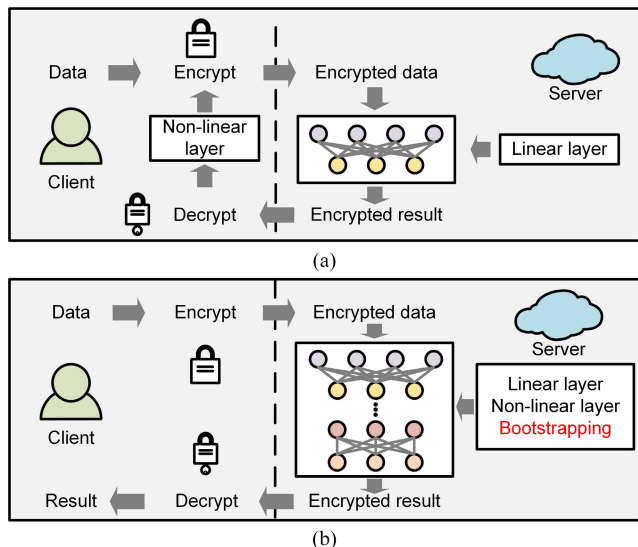 Data
Encrypt
Encrypted data
Server
Non-linear
layer
Linear layer
Client
Decrypt
Encrypted result
(a)
Data
Encrypt
Encrypted data
Server
Linear layer
Non-linear layer
Bootstrapping
Client
Result
Decrypt
Encrypted result
(b)